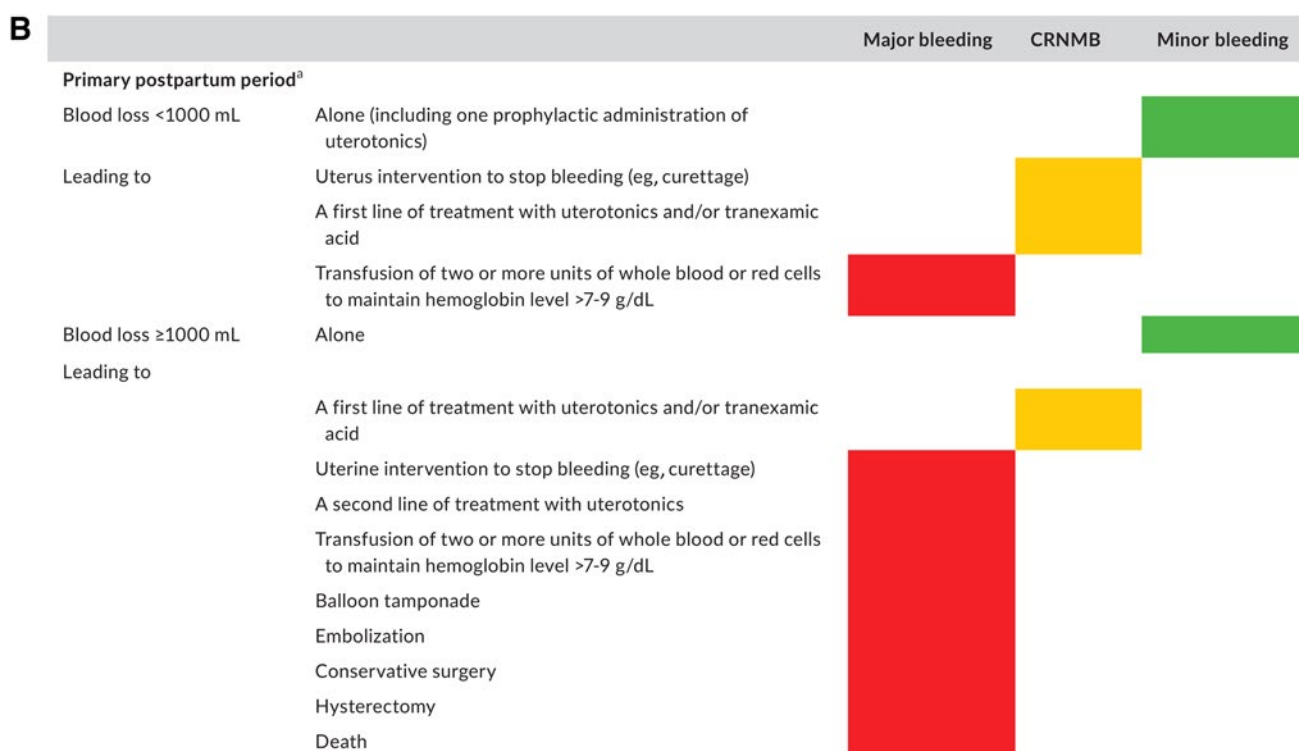 B
Major bleeding CRNMB Minor bleeding
Primary postpartum periodᵃ
Blood loss <1000 mL Alone (including one prophylactic administration of
uterotonics)
Leading to Uterus intervention to stop bleeding (eg, curettage)
A first line of treatment with uterotonics and/or tranexamic
acid
Transfusion of two or more units of whole blood or red cells
to maintain hemoglobin level >7-9 g/dL
Blood loss ≥1000 mL Alone
Leading to
A first line of treatment with uterotonics and/or tranexamic
acid
Uterine intervention to stop bleeding (eg, curettage)
A second line of treatment with uterotonics
Transfusion of two or more units of whole blood or red cells
to maintain hemoglobin level >7-9 g/dL
Balloon tamponade
Embolization
Conservative surgery
Hysterectomy
Death